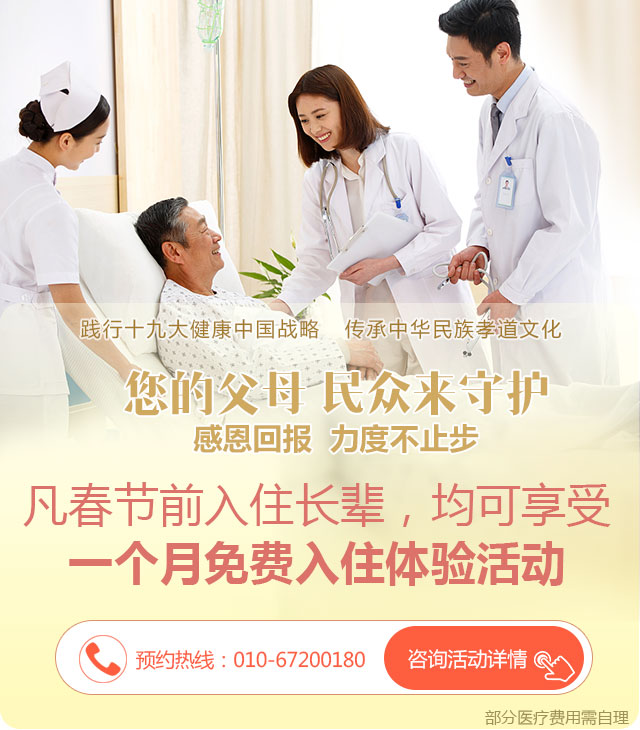 践行十九大健康中国战略 传承中华民族孝道文化
您的父母 民众来守护
感恩回报 力度不止步
凡春节前入住长辈，均可享受
一个月免费入住体验活动
预约热线：010-67200180 咨询活动详情
部分医疗费用需自理